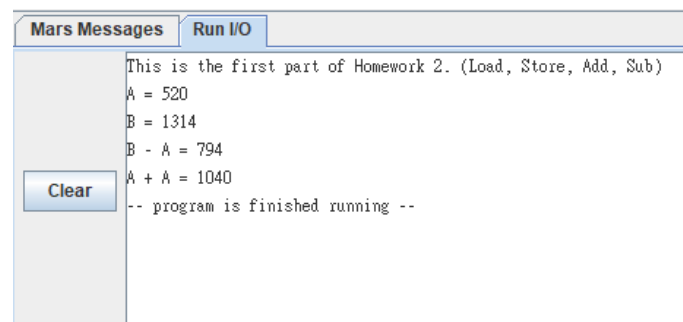 Mars Messages Run I/O
This is the first part of Homework 2. (Load, Store, Add, Sub)
A = 520
B = 1314
B - A = 794
A + A = 1040
Clear
-- program is finished running --